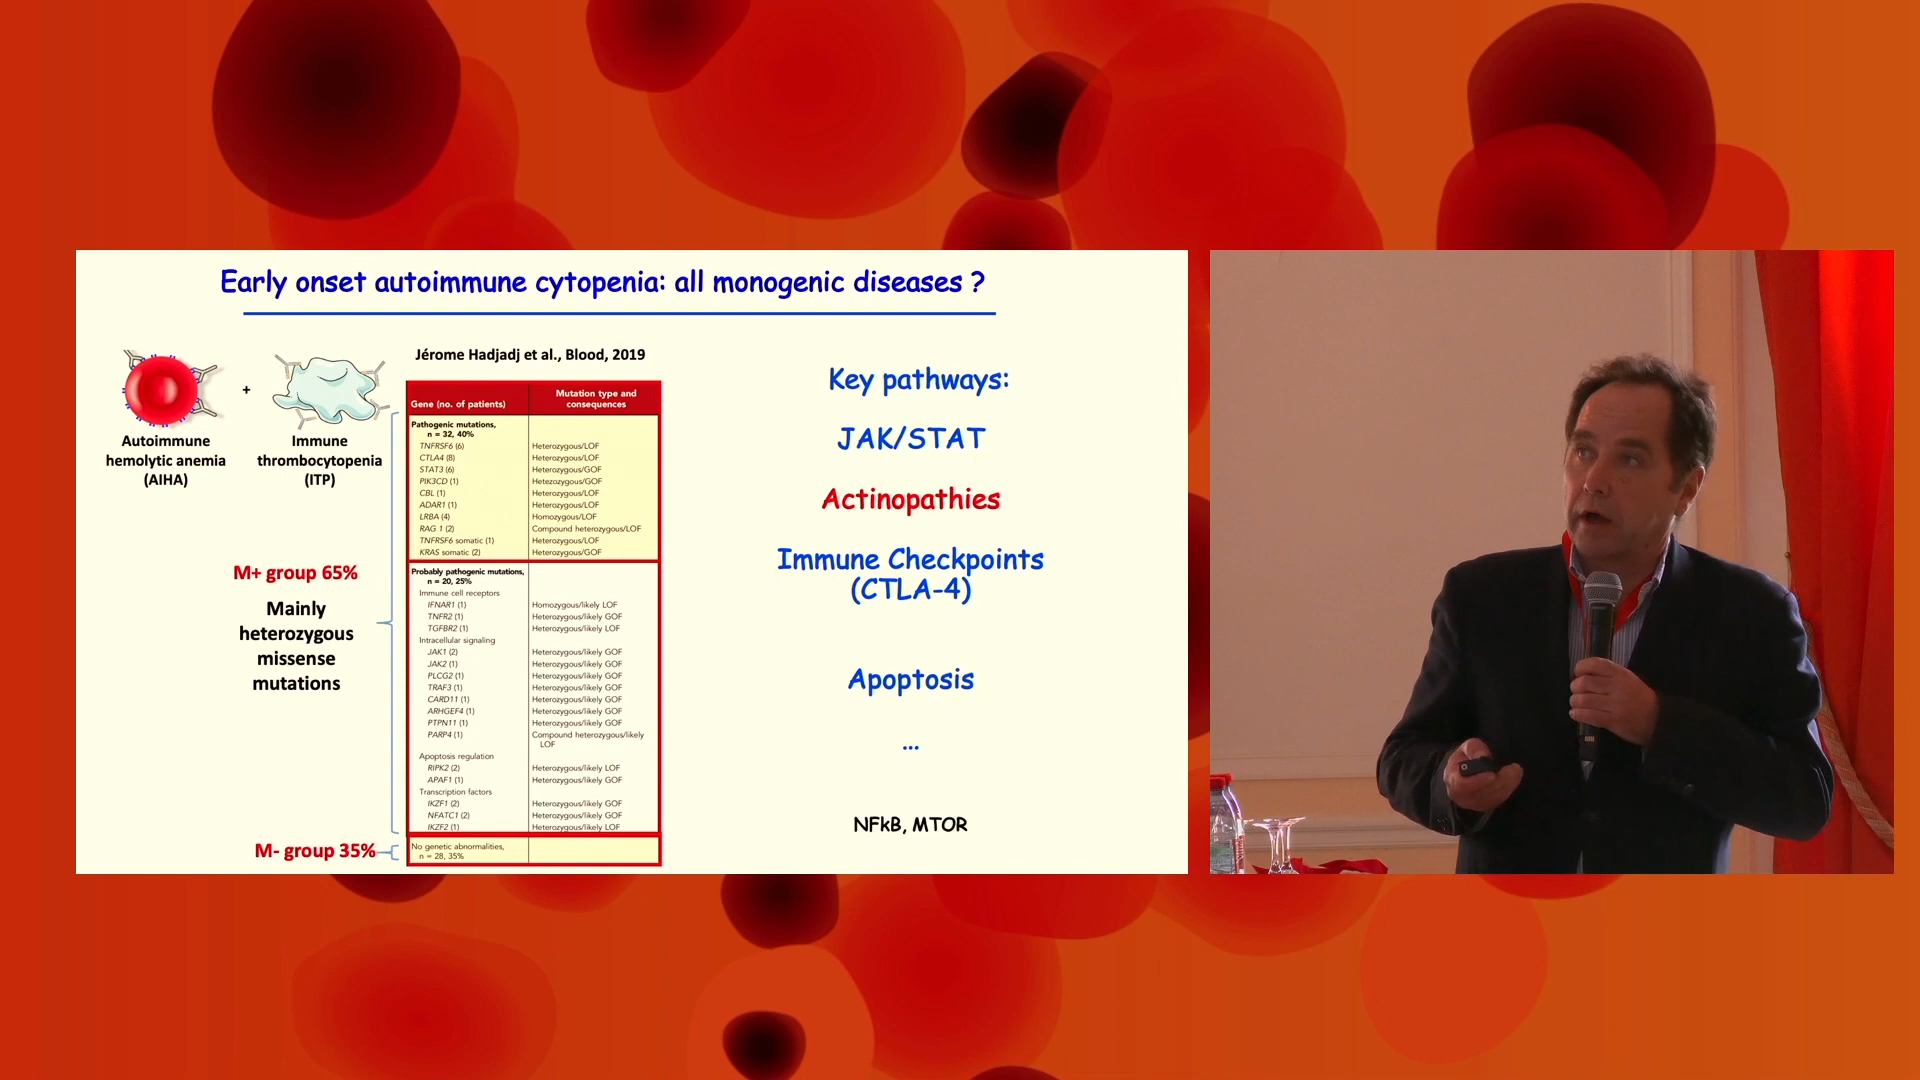 Early onset autoimmune cytopenia: all monogenic diseases ?
+
Autoimmune
hemolytic anemia
(AIHA)
Immune
thrombocytopenia
(ITP)
M+ group 65%
Mainly
heterozygous
missense
mutations
M- group 35%
Jérome Hadjadj et al., Blood, 2019
Gene (no. of patients) Mutation type and
consequences
Pathogenic mutations,
n = 32, 40%
TNFRSF6 (6) Heterozygous/LOF
CTLA4 (8) Heterozygous/LOF
STAT3 (6) Heterozygous/GOF
PIK3CD (1) Hetezozygous/GOF
CBL (1) Heterozygous/LOF
ADAR1 (1) Heterozygous/LOF
LRBA (4) Homozygous/LOF
RAG 1 (2) Compound heterozygous/LOF
TNFRSF6 somatic (1) Heterozygous/LOF
KRAS somatic (2) Heterozygous/GOF
Probably pathogenic mutations,
n = 20, 25%
Immune cell receptors
IFNAR1 (1) Homozygous/likely LOF
TNFR2 (1) Heterozygous/likely GOF
TGFBR2 (1) Heterozygous/likely LOF
Intracellular signaling
JAK1 (2) Heterozygous/likely GOF
JAK2 (1) Heterozygous/likely GOF
PLCG2 (1) Heterozygous/likely GOF
TRAF3 (1) Heterozygous/likely GOF
CARD11 (1) Heterozygous/likely GOF
ARHGEF4 (1) Heterozygous/likely GOF
PTPN11 (1) Heterozygous/likely GOF
PARP4 (1) Compound heterozygous/likely
LOF
Apoptosis regulation
RIPK2 (2) Heterozygous/likely LOF
APAF1 (1) Heterozygous/likely GOF
Transcription factors
IKZF1 (2) Heterozygous/likely GOF
NFATC1 (2) Heterozygous/likely GOF
IKZF2 (1) Heterozygous/likely LOF
No genetic abnormalities,
n = 28, 35%
Key pathways:
JAK/STAT
Actinopathies
Immune Checkpoints
(CTLA-4)
Apoptosis
...
NFkB, MTOR